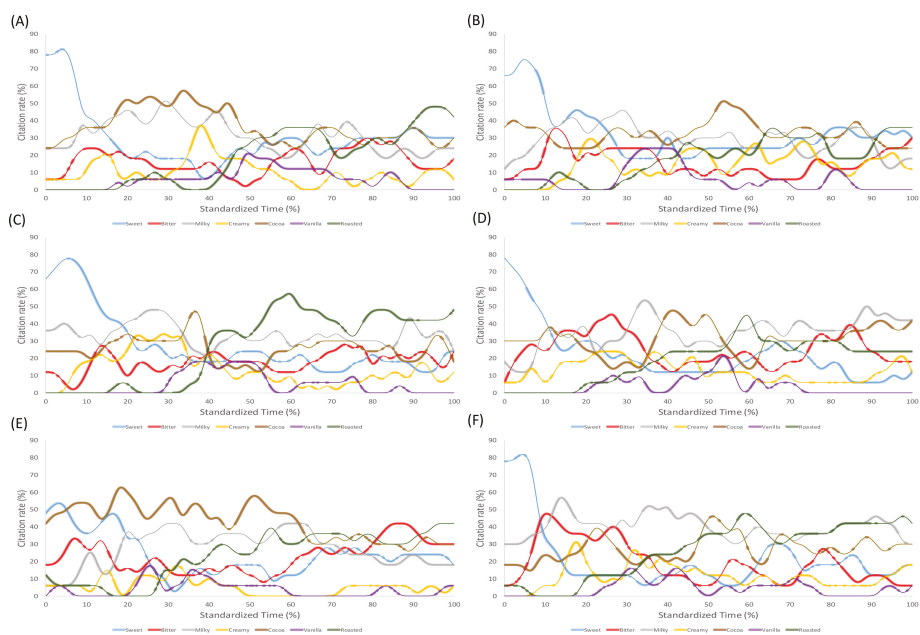 (A)
Citation rate (%)
90
80
70
60
50
40
30
20
10
0
0 10 20 30 40 50 60 70 80 90 100
Standardized Time (%)
Sweet Bitter Milky Creamy Cocoa Vanilla Roasted
(B)
Citation rate (%)
90
80
70
60
50
40
30
20
10
0
0 10 20 30 40 50 60 70 80 90 100
Standardized Time (%)
Sweet Bitter Milky Creamy Cocoa Vanilla Roasted
(C)
Citation rate (%)
90
80
70
60
50
40
30
20
10
0
0 10 20 30 40 50 60 70 80 90 100
Standardized Time (%)
Sweet Bitter Milky Creamy Cocoa Vanilla Roasted
(D)
Citation rate (%)
90
80
70
60
50
40
30
20
10
0
0 10 20 30 40 50 60 70 80 90 100
Standardized Time (%)
Sweet Bitter Milky Creamy Cocoa Vanilla Roasted
(E)
Citation rate (%)
90
80
70
60
50
40
30
20
10
0
0 10 20 30 40 50 60 70 80 90 100
Standardized Time (%)
Sweet Bitter Milky Creamy Cocoa Vanilla Roasted
(F)
Citation rate (%)
90
80
70
60
50
40
30
20
10
0
0 10 20 30 40 50 60 70 80 90 100
Standardized Time (%)
Sweet Bitter Milky Creamy Cocoa Vanilla Roasted